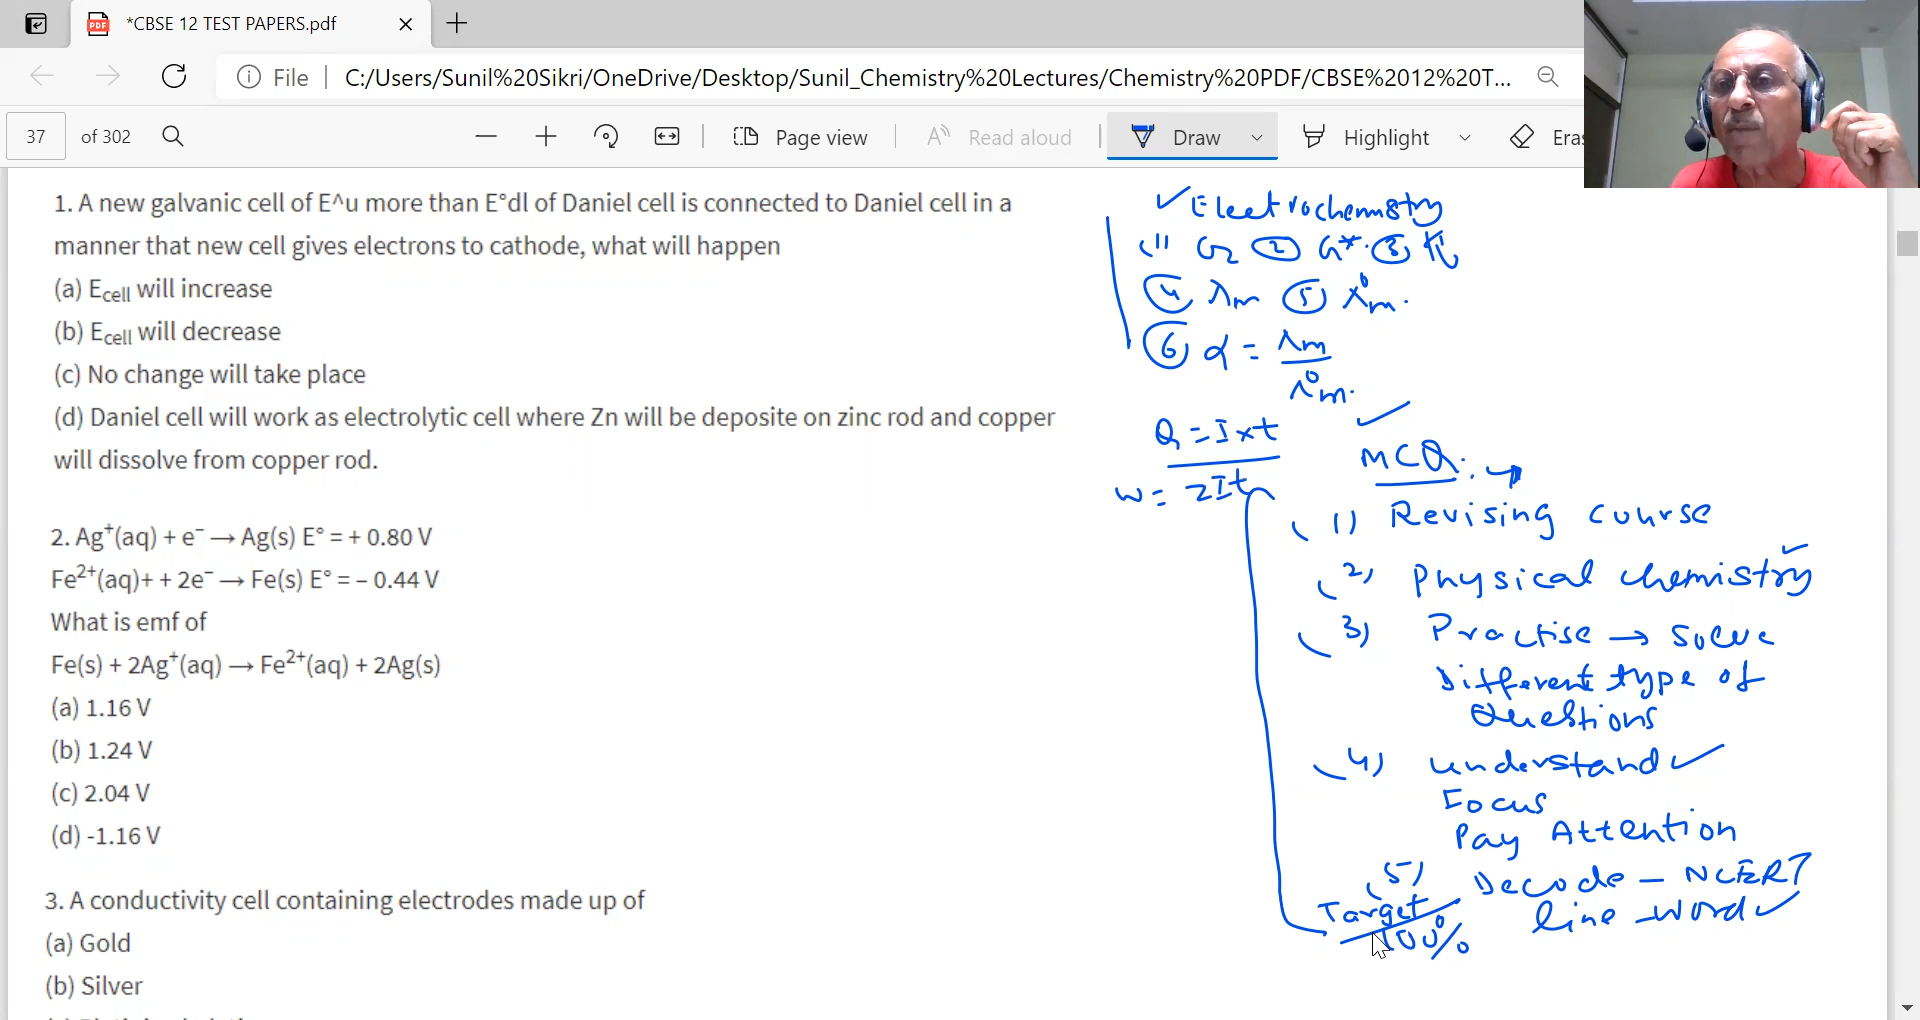 *CBSE 12 TEST PAPERS.pdf
File | C:/Users/Sunil%20Sikri/OneDrive/Desktop/Sunil_Chemistry%20Lectures/Chemistry%20PDF/CBSE%2012%20T...
37 of 302 Page view Read aloud Draw Highlight Eras
1. A new galvanic cell of E^u more than E°dl of Daniel cell is connected to Daniel cell in a
manner that new cell gives electrons to cathode, what will happen
(a) Ecell will increase
(b) Ecell will decrease
(c) No change will take place
(d) Daniel cell will work as electrolytic cell where Zn will be deposite on zinc rod and copper
will dissolve from copper rod.
2. Ag⁺(aq) + e⁻ → Ag(s) E° = + 0.80 V
Fe²⁺(aq)+ + 2e⁻ → Fe(s) E° = – 0.44 V
What is emf of
Fe(s) + 2Ag⁺(aq) → Fe²⁺(aq) + 2Ag(s)
(a) 1.16 V
(b) 1.24 V
(c) 2.04 V
(d) -1.16 V
3. A conductivity cell containing electrodes made up of
(a) Gold
(b) Silver
Electrochemistry
(1) G (2) G* (3) K
(4) λm (5) λ°m.
(6) α = λm
λ°m.
Q = I×t
w = ZIt
MCQ.
(1) Revising course
(2) Physical chemistry
(3) Practise → Solve
Different type of
Questions
(4) understand
Focus
Pay Attention
(5) Decode – NCERT
line – word
Target
100%